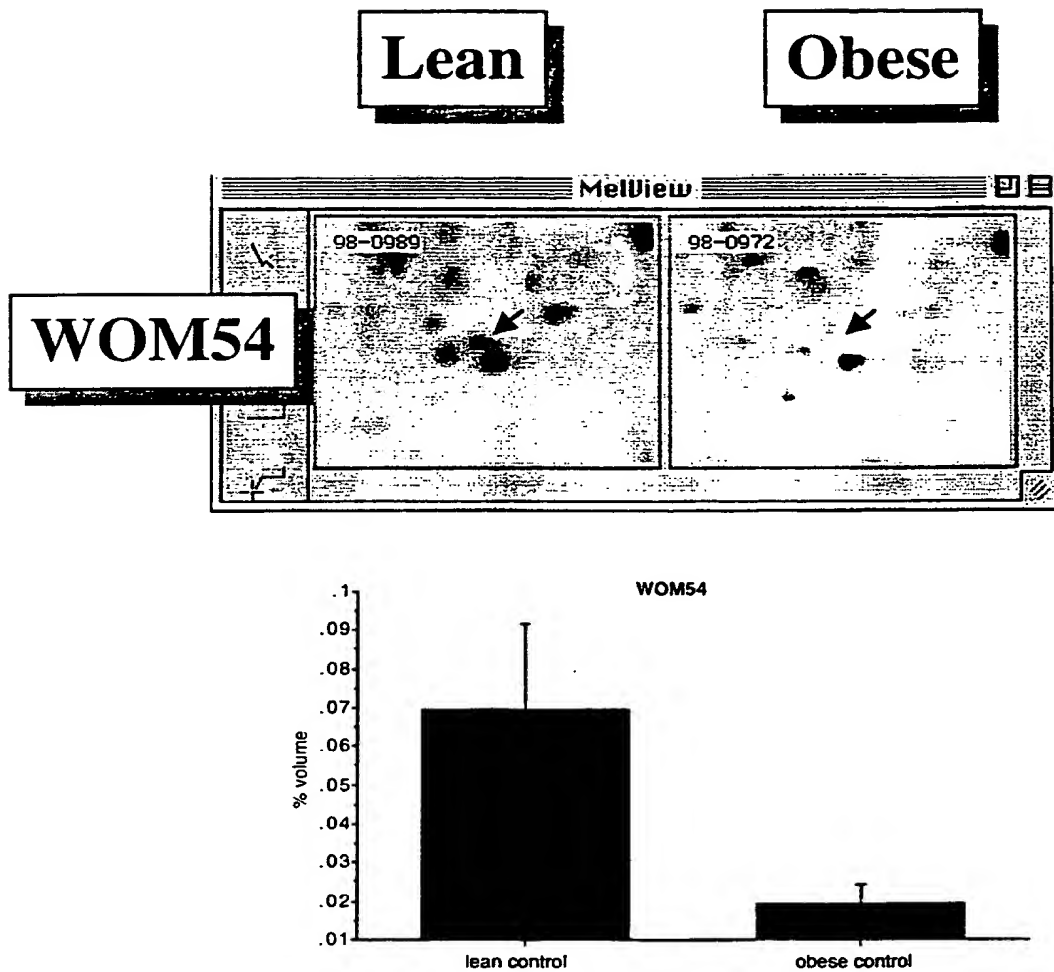 Lean Obese
MelView
98-0989 98-0972
WOM54
WOM54
.1
.09
.08
.07
.06
.05
.04
.03
.02
.01
% volume
lean control obese control